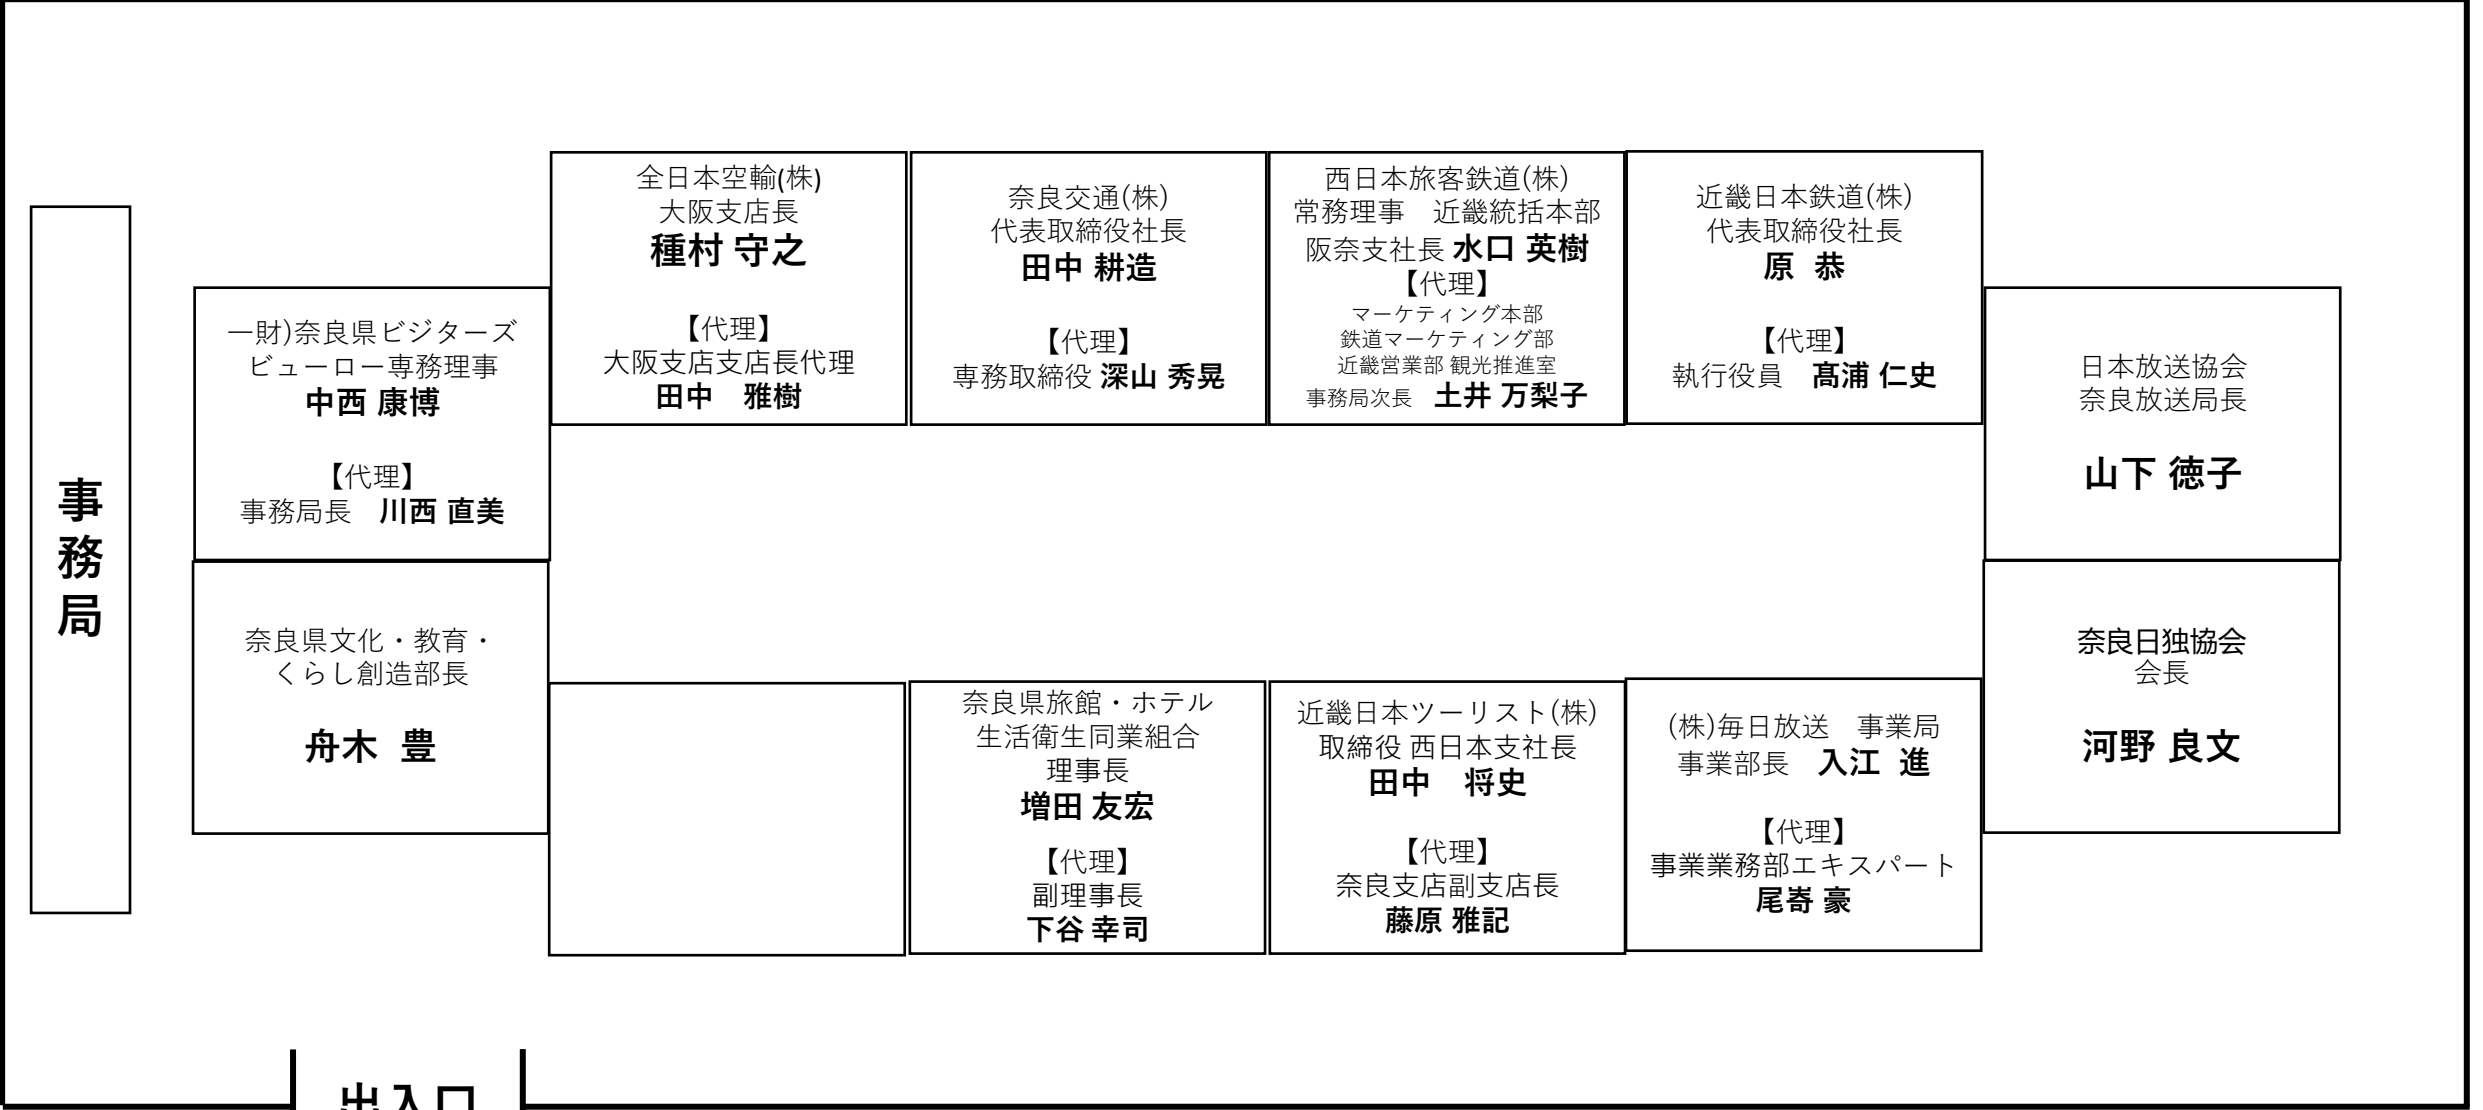 事務局
一財)奈良県ビジターズ
ビューロー専務理事
中西 康博
【代理】
事務局長　川西 直美
奈良県文化・教育・
くらし創造部長
舟木 豊
全日本空輸(株)
大阪支店長
種村 守之
【代理】
大阪支店支店長代理
田中　雅樹
奈良交通(株)
代表取締役社長
田中 耕造
【代理】
専務取締役 深山 秀晃
西日本旅客鉄道(株)
常務理事　近畿統括本部
阪奈支社長 水口 英樹
【代理】
マーケティング本部
鉄道マーケティング部
近畿営業部 観光推進室
事務局次長　土井 万梨子
近畿日本鉄道(株)
代表取締役社長
原 恭
【代理】
執行役員　髙浦 仁史
日本放送協会
奈良放送局長
山下 徳子
奈良日独協会
会長
河野 良文
奈良県旅館・ホテル
生活衛生同業組合
理事長
増田 友宏
【代理】
副理事長
下谷 幸司
近畿日本ツーリスト(株)
取締役 西日本支社長
田中　将史
【代理】
奈良支店副支店長
藤原 雅記
(株)毎日放送　事業局
事業部長　入江 進
【代理】
事業業務部エキスパート
尾嵜 豪
出入口